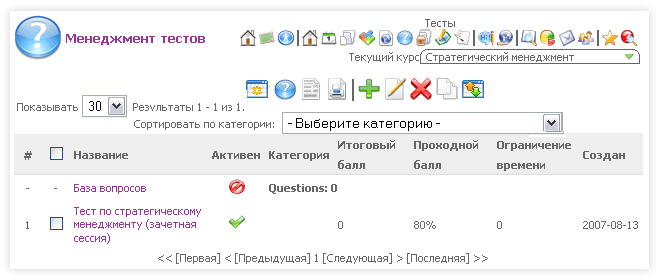 Тесты
Менеджмент тестов
Текущий курс Стратегический менеджмент
Показывать 30 Результаты 1 - 1 из 1.
Сортировать по категории: - Выберите категорию -
# Название Активен Категория Итоговый балл Проходной балл Ограничение времени Создан
- - База вопросов Questions: 0
1 Тест по стратегическому менеджменту (зачетная сессия) 0 80% 0 2007-08-13
<< [Первая] < [Предыдущая] 1 [Следующая] > [Последняя] >>